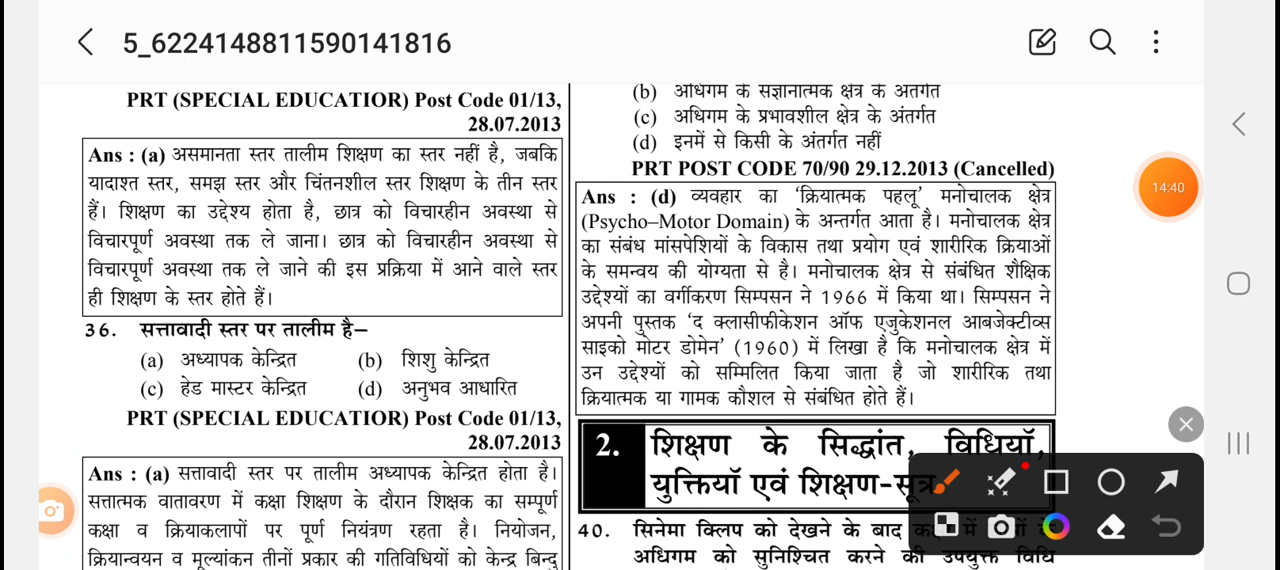 5_6224148811590141816
PRT (SPECIAL EDUCATIOR) Post Code 01/13,
28.07.2013
Ans : (a) असमानता स्तर तालीम शिक्षण का स्तर नहीं है, जबकि
यादाश्त स्तर, समझ स्तर और चिंतनशील स्तर शिक्षण के तीन स्तर
हैं। शिक्षण का उद्देश्य होता है, छात्र को विचारहीन अवस्था से
विचारपूर्ण अवस्था तक ले जाना। छात्र को विचारहीन अवस्था से
विचारपूर्ण अवस्था तक ले जाने की इस प्रक्रिया में आने वाले स्तर
ही शिक्षण के स्तर होते हैं।
36. सत्तावादी स्तर पर तालीम है–
(a) अध्यापक केन्द्रित (b) शिशु केन्द्रित
(c) हेड मास्टर केन्द्रित (d) अनुभव आधारित
PRT (SPECIAL EDUCATIOR) Post Code 01/13,
28.07.2013
Ans : (a) सत्तावादी स्तर पर तालीम अध्यापक केन्द्रित होता है।
सत्तात्मक वातावरण में कक्षा शिक्षण के दौरान शिक्षक का सम्पूर्ण
कक्षा व क्रियाकलापों पर पूर्ण नियंत्रण रहता है। नियोजन,
क्रियान्वयन व मूल्यांकन तीनों प्रकार की गतिविधियों को केन्द्र बिन्दु
(b) अधिगम के संज्ञानात्मक क्षेत्र के अंतर्गत
(c) अधिगम के प्रभावशील क्षेत्र के अंतर्गत
(d) इनमें से किसी के अंतर्गत नहीं
PRT POST CODE 70/90 29.12.2013 (Cancelled)
Ans : (d) व्यवहार का ‘क्रियात्मक पहलू’ मनोचालक क्षेत्र
(Psycho–Motor Domain) के अन्तर्गत आता है। मनोचालक क्षेत्र
का संबंध मांसपेशियों के विकास तथा प्रयोग एवं शारीरिक क्रियाओं
के समन्वय की योग्यता से है। मनोचालक क्षेत्र से संबंधित शैक्षिक
उद्देश्यों का वर्गीकरण सिम्पसन ने 1966 में किया था। सिम्पसन ने
अपनी पुस्तक ‘द क्लासीफीकेशन ऑफ एजुकेशनल आबजेक्टीव्स
साइको मोटर डोमेन’ (1960) में लिखा है कि मनोचालक क्षेत्र में
उन उद्देश्यों को सम्मिलित किया जाता है जो शारीरिक तथा
क्रियात्मक या गामक कौशल से संबंधित होते हैं।
2. शिक्षण के सिद्धांत, विधियाँ,
युक्तियाँ एवं शिक्षण-सूत्र
40. सिनेमा क्लिप को देखने के बाद
अधिगम को सुनिश्चित करने की उपयुक्त विधि
14:40